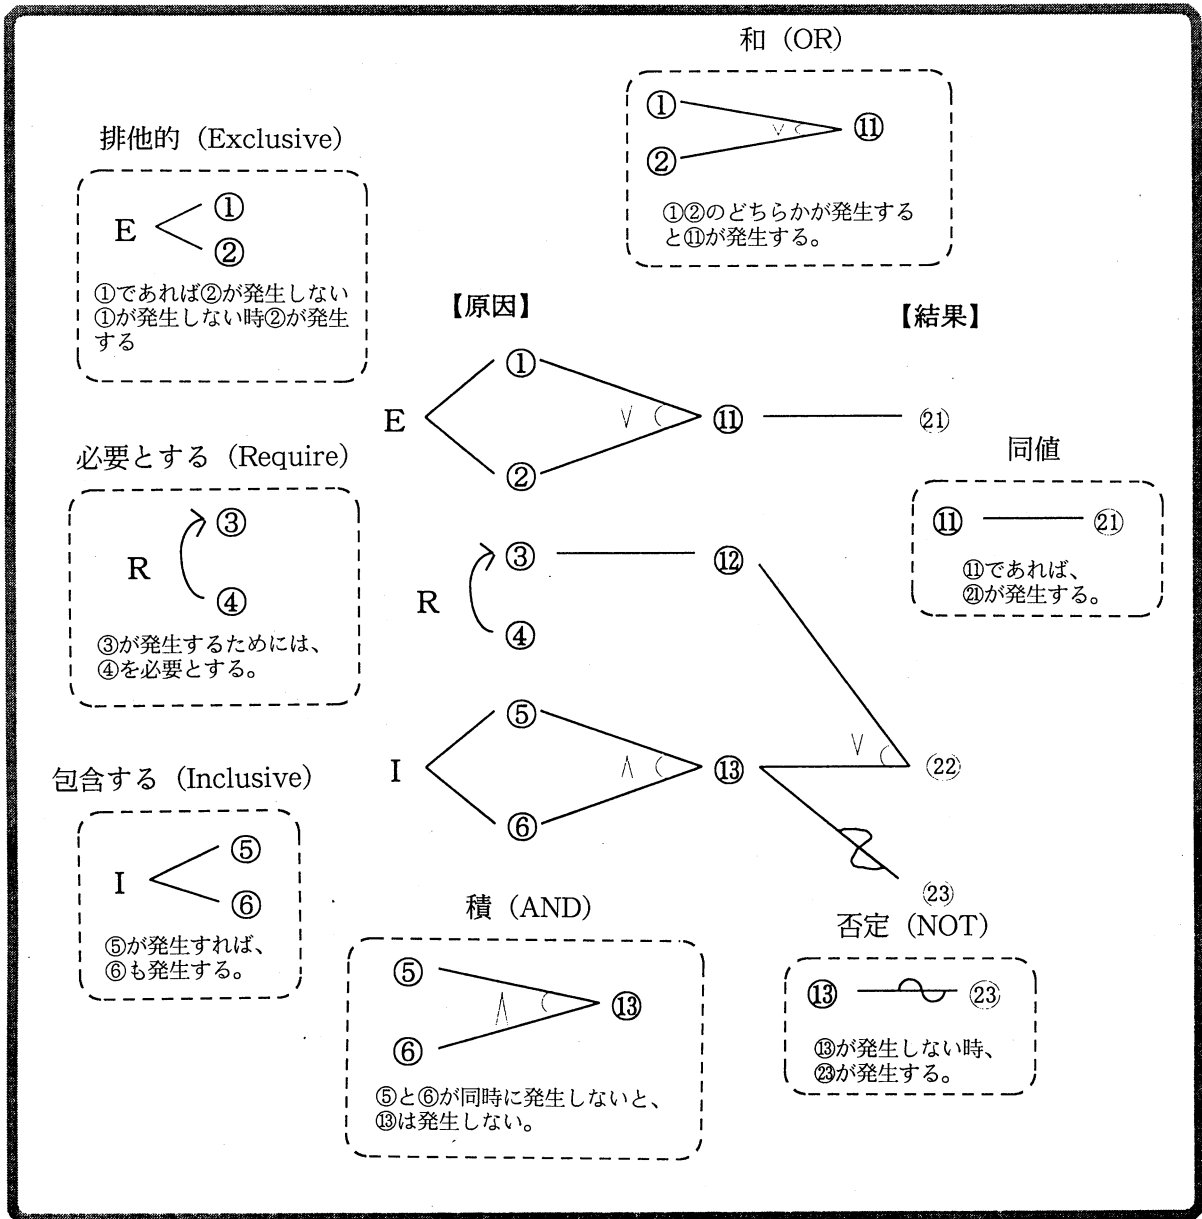 和（OR）
①
②
∨
⑪
①②のどちらかが発生する
と⑪が発生する。
排他的（Exclusive）
E
①
②
①であれば②が発生しない
①が発生しない時②が発生
する
【原因】
【結果】
E
①
②
∨
⑪
㉑
必要とする（Require）
R
③
④
③が発生するためには、
④を必要とする。
R
③
④
⑫
同値
⑪
㉑
⑪であれば、
㉑が発生する。
I
⑤
⑥
∧
⑬
∨
㉒
㉓
包含する（Inclusive）
I
⑤
⑥
⑤が発生すれば、
⑥も発生する。
積（AND）
⑤
⑥
∧
⑬
⑤と⑥が同時に発生しないと、
⑬は発生しない。
否定（NOT）
⑬
㉓
⑬が発生しない時、
㉓が発生する。